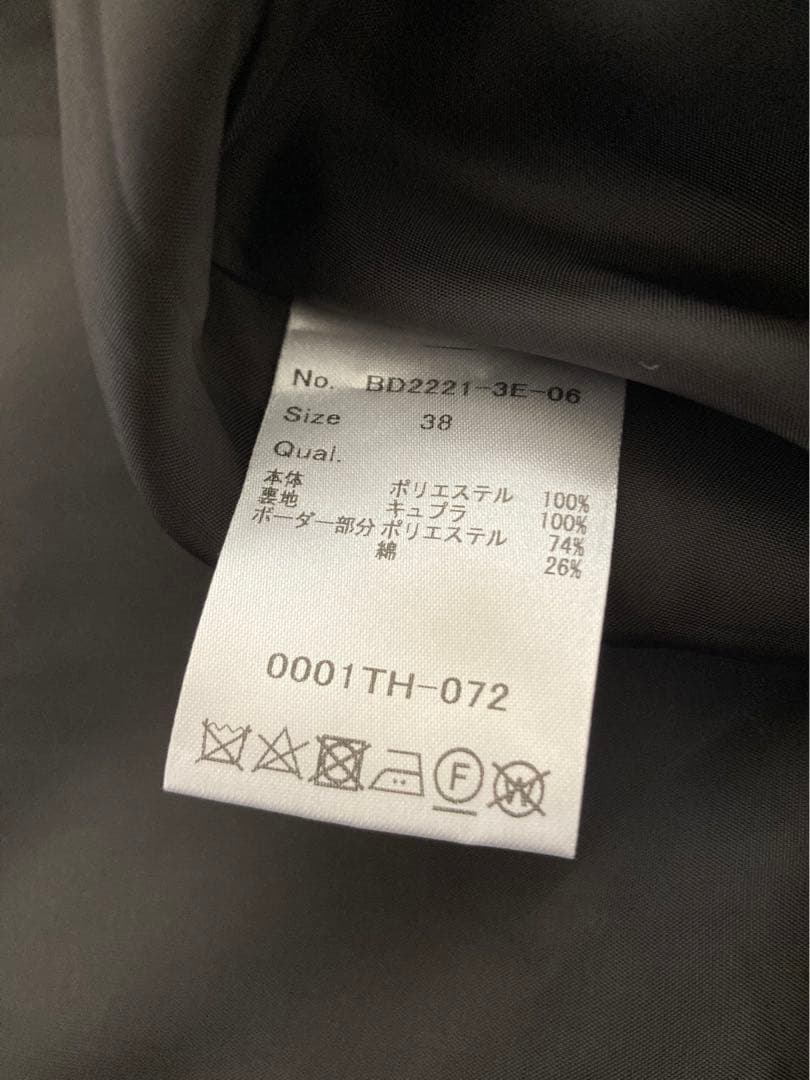 No. BD2221-3E-06
Size 38
Qual.
本体 ポリエステル 100%
裏地 キュプラ 100%
ボーダー部分 ポリエステル 74%
綿 26%
0001TH-072
F W